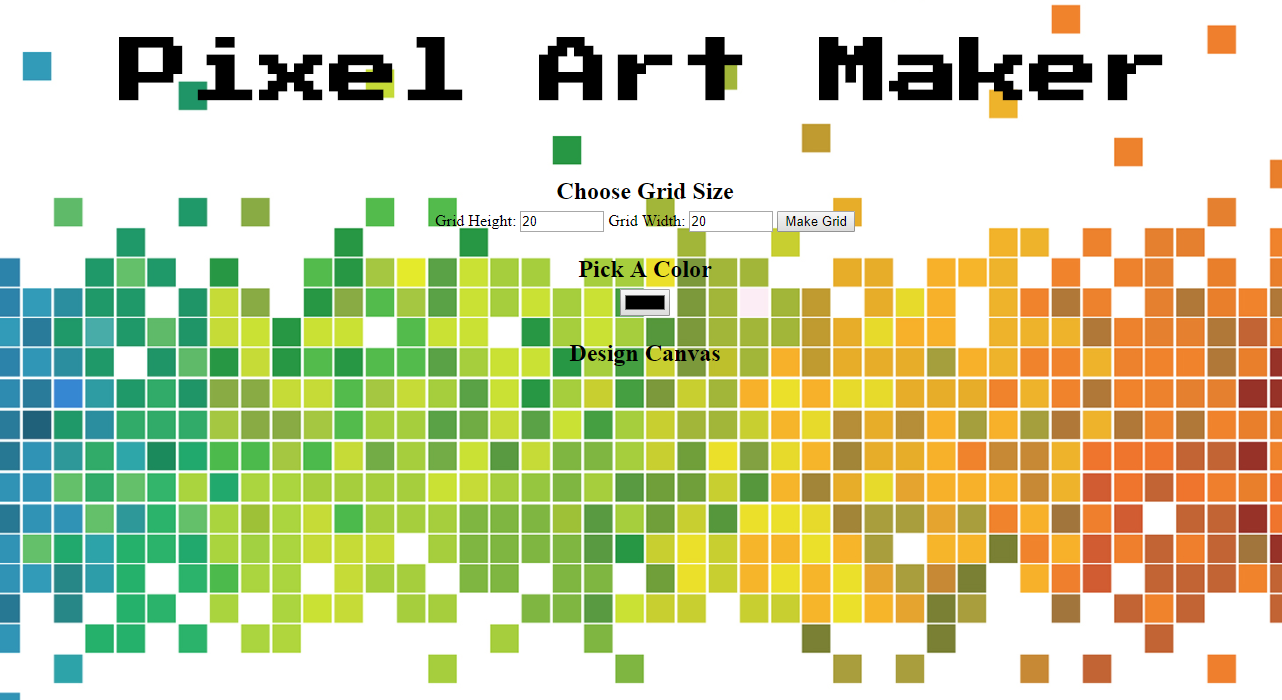 Pixel Art Maker
Choose Grid Size
Grid Height: 20 Grid Width: 20 Make Grid
Pick A Color
Design Canvas